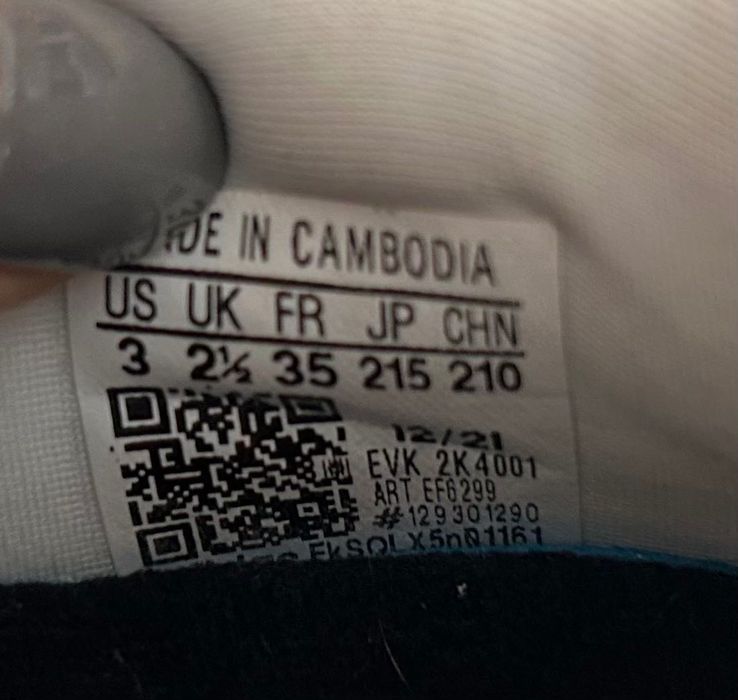 IN CAMBODIA
US UK FR JP CHN
3 2½ 35 215 210
12/21
EVK 2K4001
ART EF6299
#129301290